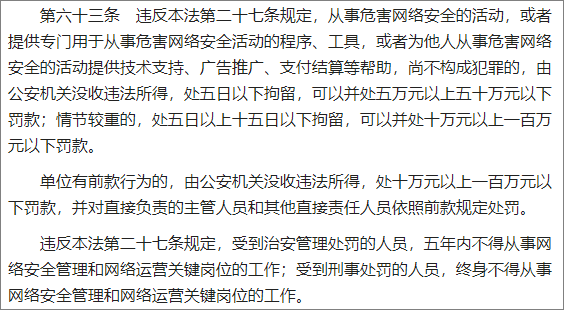 第六十三条　违反本法第二十七条规定，从事危害网络安全的活动，或者
提供专门用于从事危害网络安全活动的程序、工具，或者为他人从事危害网络
安全的活动提供技术支持、广告推广、支付结算等帮助，尚不构成犯罪的，由
公安机关没收违法所得，处五日以下拘留，可以并处五万元以上五十万元以下
罚款；情节较重的，处五日以上十五日以下拘留，可以并处十万元以上一百万
元以下罚款。
单位有前款行为的，由公安机关没收违法所得，处十万元以上一百万元以
下罚款，并对直接负责的主管人员和其他直接责任人员依照前款规定处罚。
违反本法第二十七条规定，受到治安管理处罚的人员，五年内不得从事网
络安全管理和网络运营关键岗位的工作；受到刑事处罚的人员，终身不得从事
网络安全管理和网络运营关键岗位的工作。